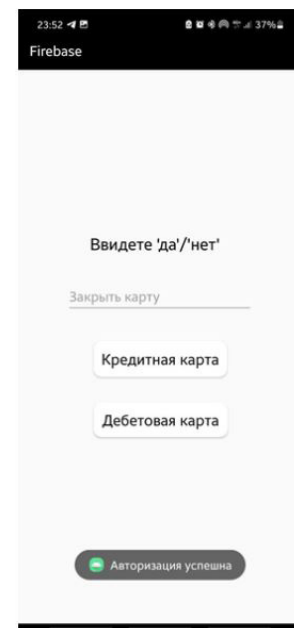 23:52 37%
Firebase
Ввидете 'да'/'нет'
Закрыть карту
Кредитная карта
Дебетовая карта
Авторизация успешна